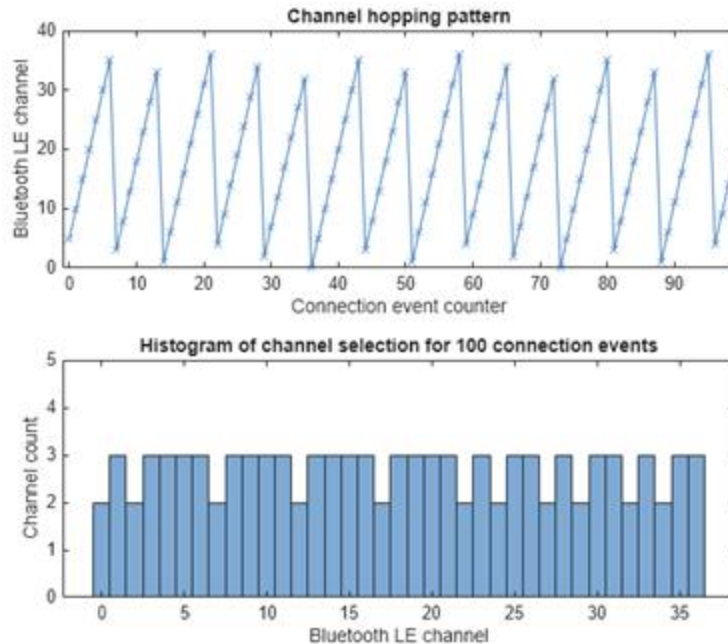 Channel hopping pattern
40
30
20
10
0
Bluetooth LE channel
0 10 20 30 40 50 60 70 80 90
Connection event counter
Histogram of channel selection for 100 connection events
5
4
3
2
1
0
Channel count
0 5 10 15 20 25 30 35
Bluetooth LE channel